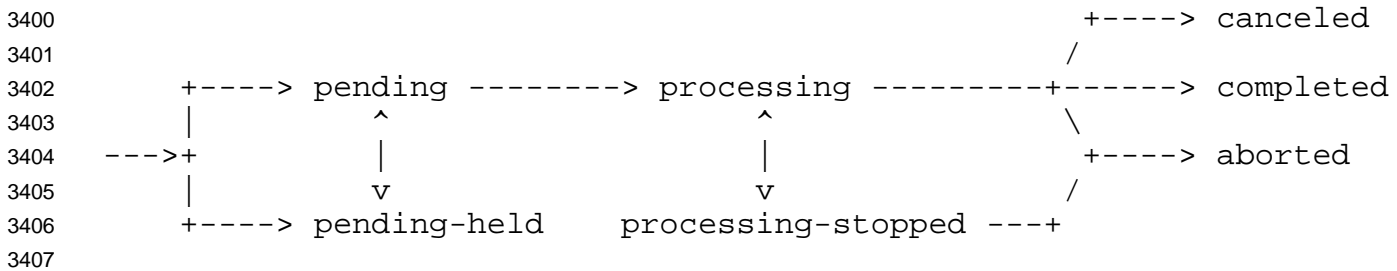 3400                                                         +----> canceled
3401                                                        /
3402     +----> pending --------> processing ---------+------> completed
3403     |         ^                   ^               \
3404 --->+         |                   |                +----> aborted
3405     |         v                   v               /
3406     +----> pending-held    processing-stopped ---+
3407